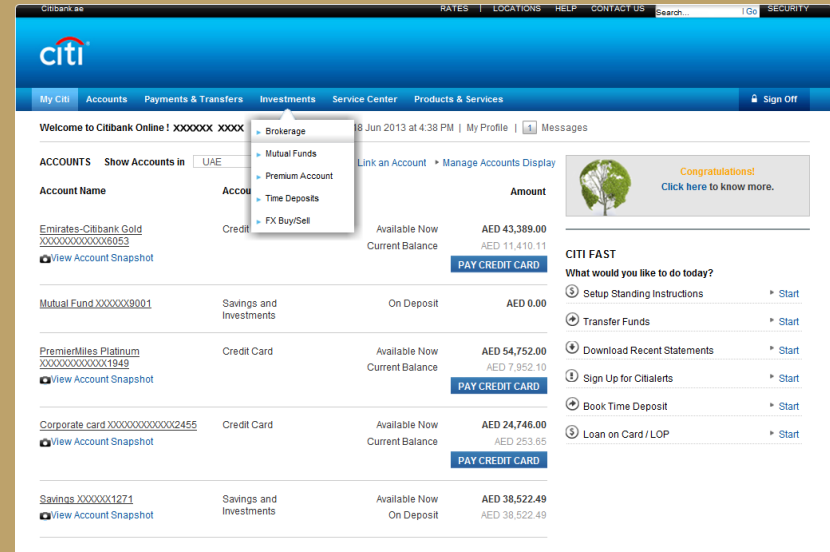 Citibank.ae
RATES | LOCATIONS HELP CONTACT US Search... Go SECURITY
citi
My Citi Accounts Payments & Transfers Investments Service Center Products & Services Sign Off
Welcome to Citibank Online ! XXXXXX XXXX 18 Jun 2013 at 4:38 PM | My Profile | 1 Messages
Brokerage
Mutual Funds
Premium Account
Time Deposits
FX Buy/Sell
ACCOUNTS Show Accounts in UAE Link an Account Manage Accounts Display
Account Name Accou Amount
Emirates-Citibank Gold Credit Available Now AED 43,389.00
XXXXXXXXXXXX6053 Current Balance AED 11,410.11
View Account Snapshot PAY CREDIT CARD
Mutual Fund XXXXXX9001 Savings and On Deposit AED 0.00
Investments
PremierMiles Platinum Credit Card Available Now AED 54,752.00
XXXXXXXXXXXX1949 Current Balance AED 7,952.10
View Account Snapshot PAY CREDIT CARD
Corporate card XXXXXXXXXXXX2455 Credit Card Available Now AED 24,746.00
View Account Snapshot Current Balance AED 253.65
PAY CREDIT CARD
Savings XXXXXX1271 Savings and Available Now AED 38,522.49
View Account Snapshot Investments On Deposit AED 38,522.49
Congratulations!
Click here to know more.
CITI FAST
What would you like to do today?
Setup Standing Instructions Start
Transfer Funds Start
Download Recent Statements Start
Sign Up for Citialerts Start
Book Time Deposit Start
Loan on Card / LOP Start